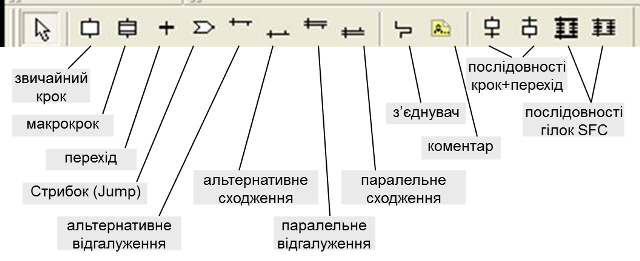 звичайний
крок
макрокрок
перехід
Стрибок (Jump)
альтернативне
відгалуження
альтернативне
сходження
паралельне
відгалуження
паралельне
сходження
з’єднувач
коментар
послідовності
крок+перехід
послідовності
гілок SFC